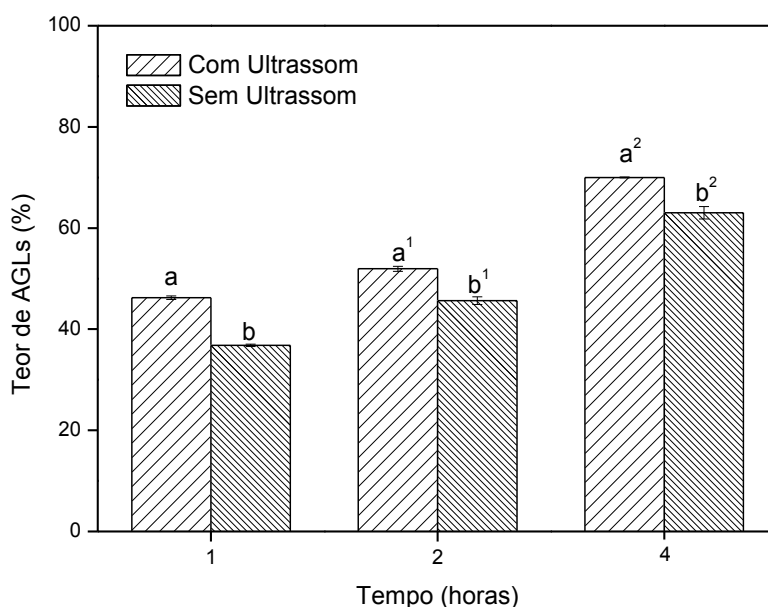 100
80
60
40
20
0
Teor de AGLs (%)
Com Ultrassom
Sem Ultrassom
a
b
a¹
b¹
a²
b²
1
2
4
Tempo (horas)